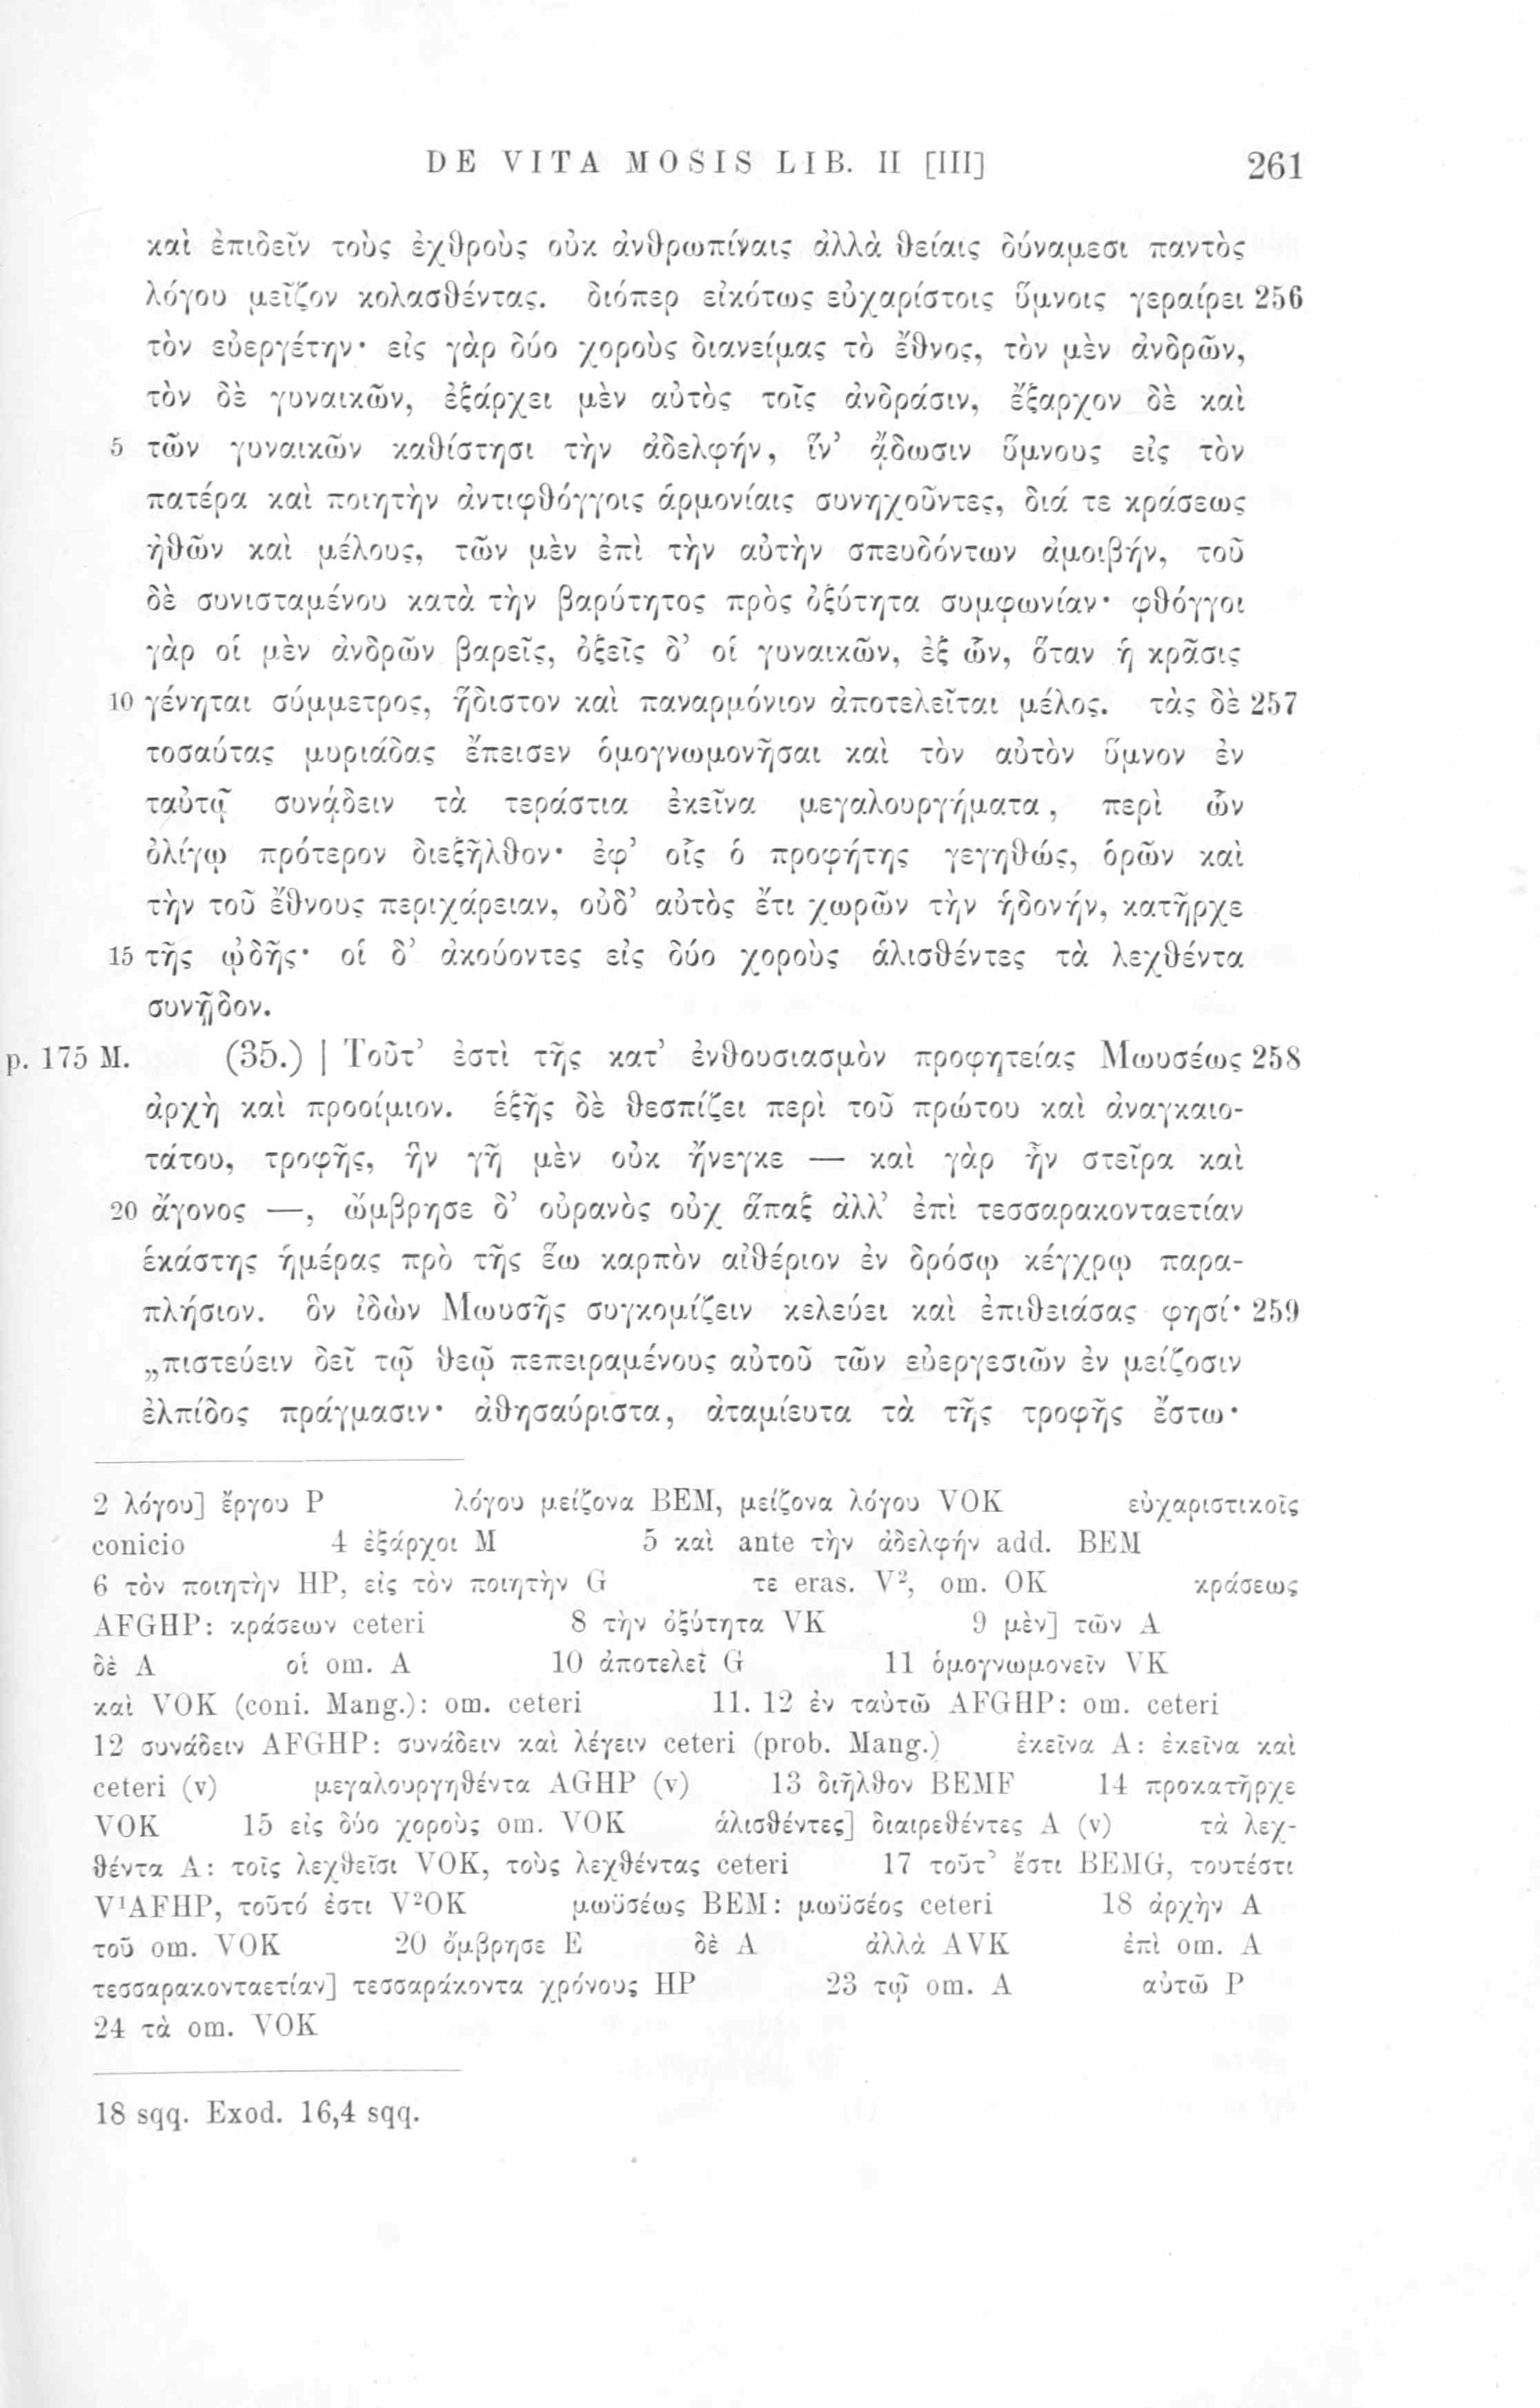 DE VITA MOSIS LIB. II [III] 261
καὶ ἐπιδεῖν τοὺς ἐχθροὺς οὐκ ἀνθρωπίναις ἀλλὰ θείαις δύναμεσι παντὸς
λόγου μεῖζον κολασθέντας. διόπερ εἰκότως εὐχαρίστοις ὕμνοις γεραίρει 256
τὸν εὐεργέτην· εἰς γὰρ δύο χοροὺς διανείμας τὸ ἔθνος, τὸν μὲν ἀνδρῶν,
τὸν δὲ γυναικῶν, ἐξάρχει μὲν αὐτὸς τοῖς ἀνδράσιν, ἔξαρχον δὲ καὶ
5 τῶν γυναικῶν καθίστησι τὴν ἀδελφήν, ἵν’ ᾄδωσιν ὕμνους εἰς τὸν
πατέρα καὶ ποιητὴν ἀντιφθόγγοις ἁρμονίαις συνηχοῦντες, διά τε κράσεως
ἠθῶν καὶ μέλους, τῶν μὲν ἐπὶ τὴν αὐτὴν σπευδόντων ἀμοιβήν, τοῦ
δὲ συνισταμένου κατὰ τὴν βαρύτητος πρὸς ὀξύτητα συμφωνίαν· φθόγγοι
γὰρ οἱ μὲν ἀνδρῶν βαρεῖς, ὀξεῖς δ’ οἱ γυναικῶν, ἐξ ὧν, ὅταν ἡ κρᾶσις
10 γένηται σύμμετρος, ἥδιστον καὶ παναρμόνιον ἀποτελεῖται μέλος. τὰς δὲ 257
τοσαύτας μυριάδας ἔπεισεν ὁμογνωμονῆσαι καὶ τὸν αὐτὸν ὕμνον ἐν
ταὐτῷ συνᾴδειν τὰ τεράστια ἐκεῖνα μεγαλουργήματα, περὶ ὧν
ὀλίγῳ πρότερον διεξῆλθον· ἐφ’ οἷς ὁ προφήτης γεγηθώς, ὁρῶν καὶ
τὴν τοῦ ἔθνους περιχάρειαν, οὐδ’ αὐτὸς ἔτι χωρῶν τὴν ἡδονήν, κατῆρχε
15 τῆς ᾠδῆς· οἱ δ’ ἀκούοντες εἰς δύο χοροὺς ἁλισθέντες τὰ λεχθέντα
συνῇδον.
p. 175 M. (35.) | Τοῦτ’ ἐστὶ τῆς κατ’ ἐνθουσιασμὸν προφητείας Μωυσέως 258
ἀρχὴ καὶ προοίμιον. ἑξῆς δὲ θεσπίζει περὶ τοῦ πρώτου καὶ ἀναγκαιο-
τάτου, τροφῆς, ἣν γῆ μὲν οὐκ ἤνεγκε — καὶ γὰρ ἦν στεῖρα καὶ
20 ἄγονος —, ὤμβρησε δ’ οὐρανὸς οὐχ ἅπαξ ἀλλ’ ἐπὶ τεσσαρακονταετίαν
ἑκάστης ἡμέρας πρὸ τῆς ἕω καρπὸν αἰθέριον ἐν δρόσῳ κέγχρῳ παρα-
πλήσιον. ὃν ἰδὼν Μωυσῆς συγκομίζειν κελεύει καὶ ἐπιθειάσας φησί· 259
„πιστεύειν δεῖ τῷ θεῷ πεπειραμένους αὐτοῦ τῶν εὐεργεσιῶν ἐν μείζοσιν
ἐλπίδος πράγμασιν· ἀθησαύριστα, ἀταμίευτα τὰ τῆς τροφῆς ἔστω·
2 λόγου] ἔργου P λόγου μείζονα BEM, μείζονα λόγου VOK εὐχαριστικοῖς
conicio 4 ἐξάρχοι M 5 καὶ ante τὴν ἀδελφήν add. BEM
6 τὸν ποιητὴν HP, εἰς τὸν ποιητὴν G τε eras. V², om. OK κράσεως
AFGHP: κράσεων ceteri 8 τὴν ὀξύτητα VK 9 μὲν] τῶν A
δὲ A οἱ om. A 10 ἀποτελεῖ G 11 ὁμογνωμονεῖν VK
καὶ VOK (coni. Mang.): om. ceteri 11. 12 ἐν ταὐτῶ AFGHP: om. ceteri
12 συνάδειν AFGHP: συνάδειν καὶ λέγειν ceteri (prob. Mang.) ἐκεῖνα A: ἐκεῖνα καὶ
ceteri (v) μεγαλουργηθέντα AGHP (v) 13 διῆλθον BEMF 14 προκατῆρχε
VOK 15 εἰς δύο χοροὺς om. VOK ἁλισθέντες] διαιρεθέντες A (v) τὰ λεχ-
θέντα A: τοῖς λεχθεῖσι VOK, τοὺς λεχθέντας ceteri 17 τοῦτ’ ἔστι BEMG, τουτέστι
V¹AFHP, τοῦτό ἐστι V²OK μωϋσέως BEM: μωϋσέος ceteri 18 ἀρχὴν A
τοῦ om. VOK 20 ὄμβρησε E δὲ A ἀλλὰ AVK ἐπὶ om. A
τεσσαρακονταετίαν] τεσσαράκοντα χρόνους HP 23 τῷ om. A αὐτῶ P
24 τὰ om. VOK
18 sqq. Exod. 16,4 sqq.